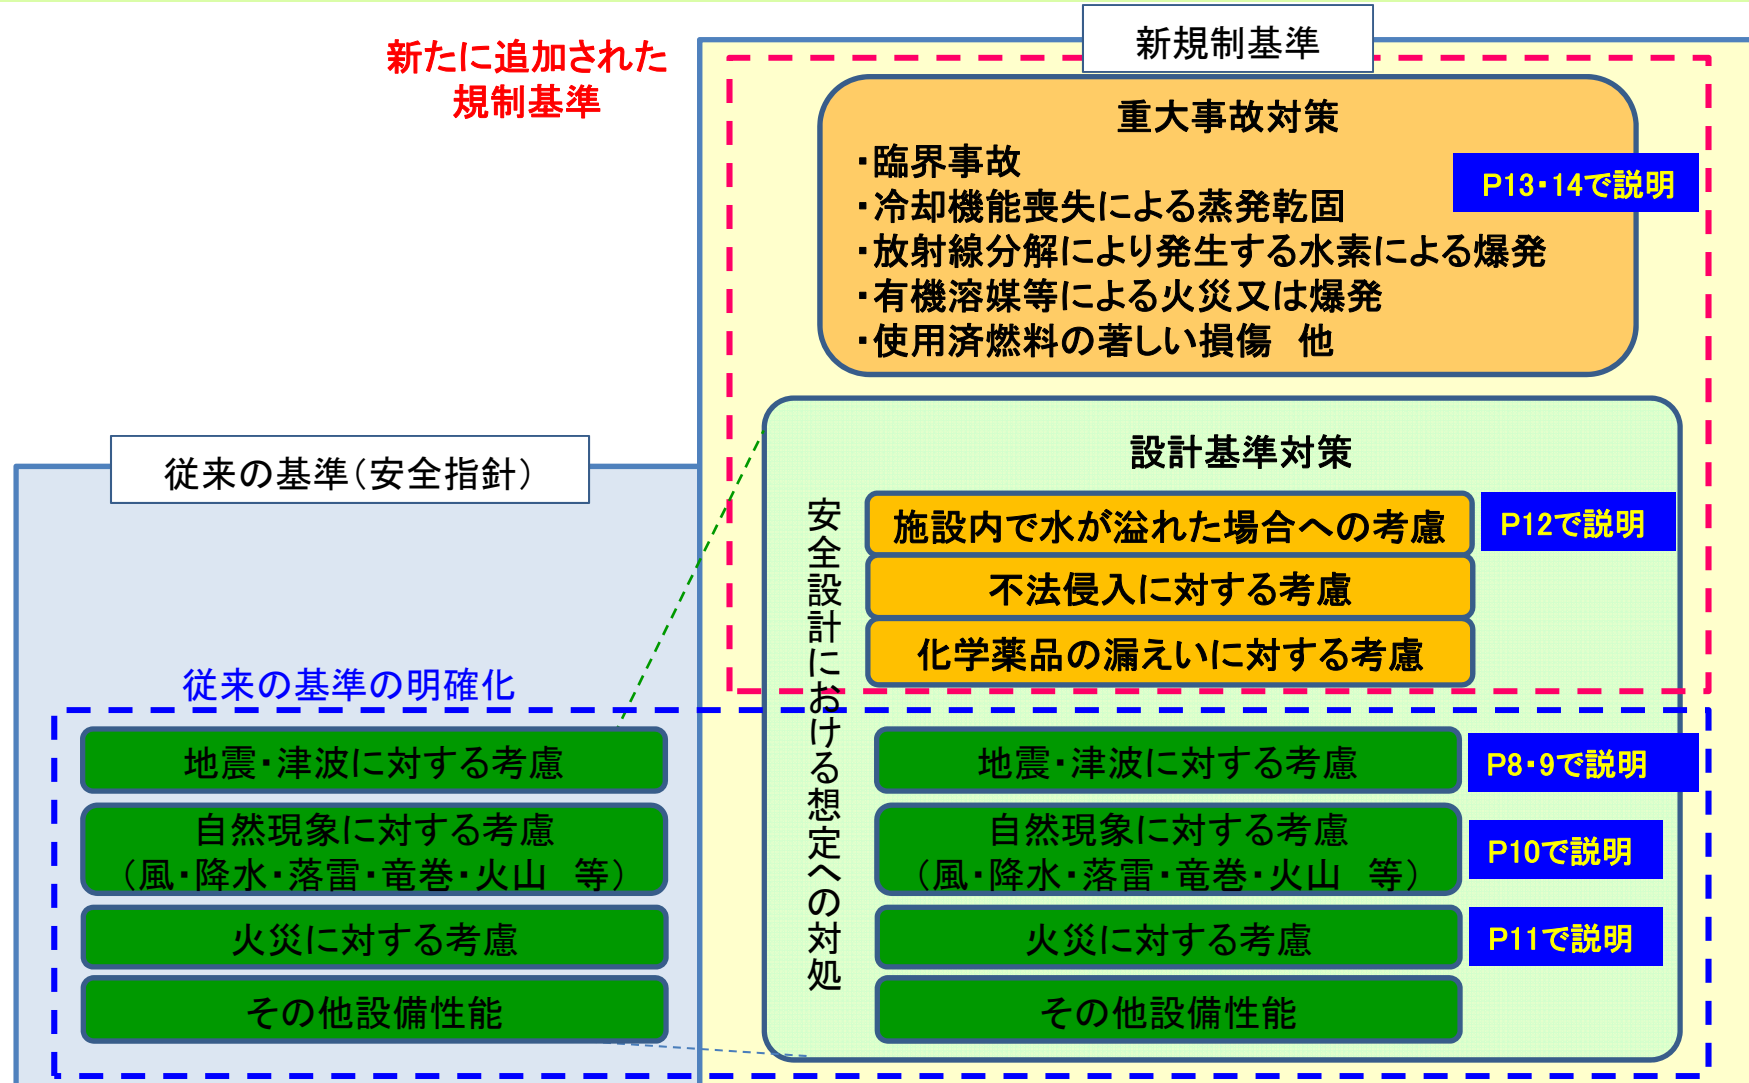 新規制基準
新たに追加された
規制基準
重大事故対策
・臨界事故
・冷却機能喪失による蒸発乾固
P13・14で説明
・放射線分解により発生する水素による爆発
・有機溶媒等による火災又は爆発
・使用済燃料の著しい損傷　他
従来の基準（安全指針）
設計基準対策
安全設計における想定への対処
施設内で水が溢れた場合への考慮
P12で説明
不法侵入に対する考慮
化学薬品の漏えいに対する考慮
従来の基準の明確化
地震・津波に対する考慮
地震・津波に対する考慮
P8・9で説明
自然現象に対する考慮
（風・降水・落雷・竜巻・火山　等）
自然現象に対する考慮
（風・降水・落雷・竜巻・火山　等）
P10で説明
火災に対する考慮
火災に対する考慮
P11で説明
その他設備性能
その他設備性能